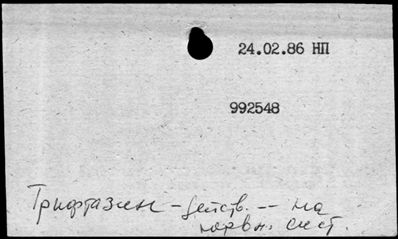 24.02.86 НП
992548
Трифтазин - действ. -- на
нервн. сист.